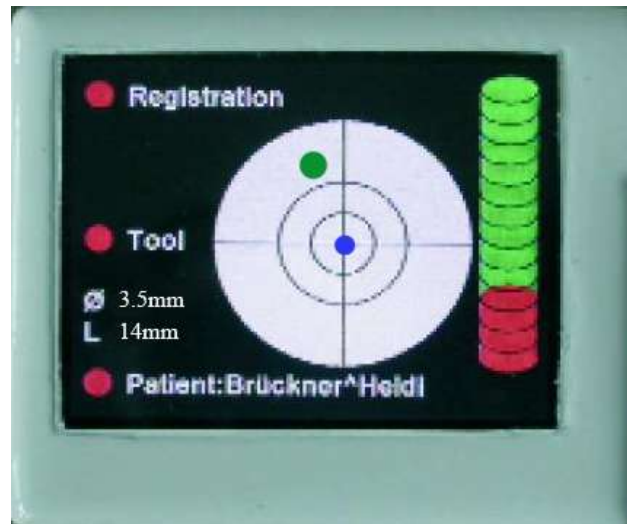 Registration
Tool
Ø 3.5mm
L 14mm
Patient:Brückner^Heidi